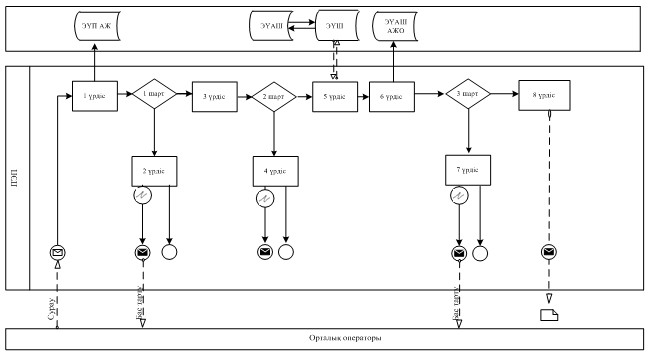 ЭҮП АЖ
ЭҮАШ
ЭҮШ
ЭҮАШ
АЖО
ПЭП
1 үрдіс
1 шарт
3 үрдіс
2 шарт
5 үрдіс
6 үрдіс
3 шарт
8 үрдіс
2 үрдіс
4 үрдіс
7 үрдіс
Сұрау
Бас тарту
Бас тарту
Орталық операторы